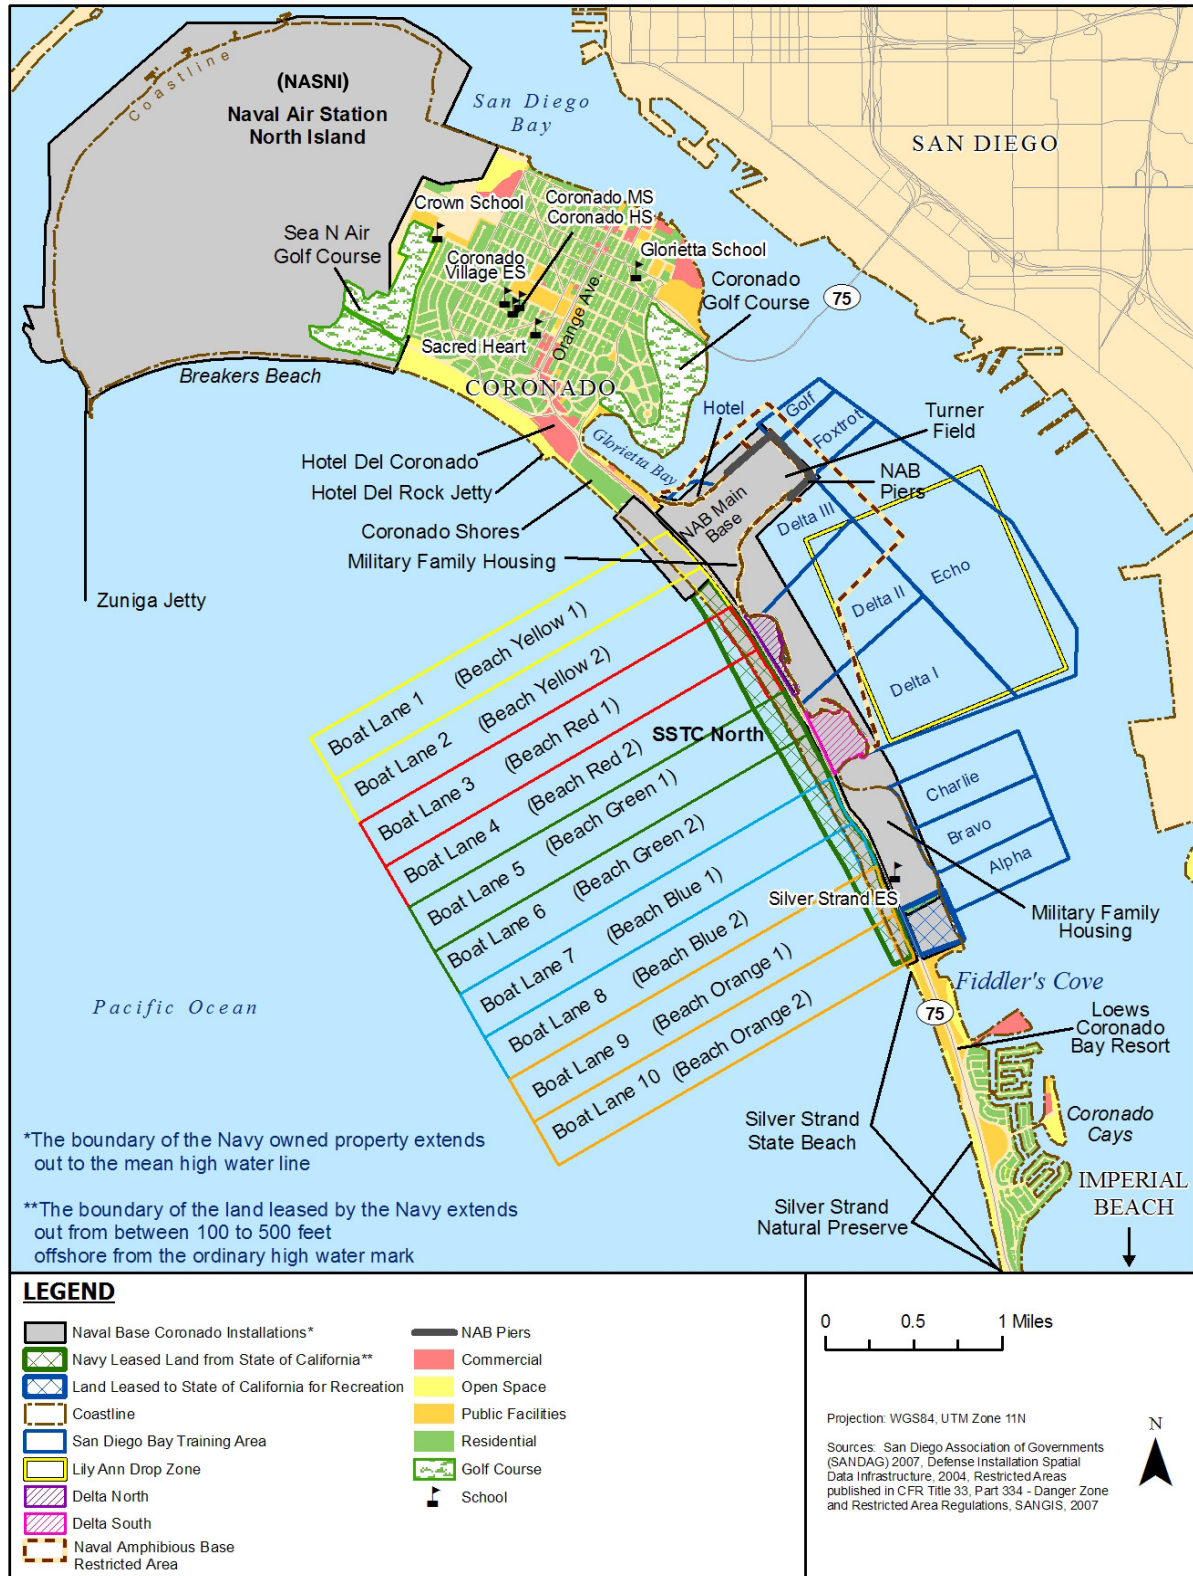 (NASNI)
Naval Air Station
North Island
Coastline
San Diego
Bay
SAN DIEGO
Crown School
Coronado MS
Coronado HS
Sea N Air
Golf Course
Coronado
Village ES
Glorietta School
Coronado
Golf Course
75
Orange Ave.
Sacred Heart
Breakers Beach
CORONADO
Hotel
Golf
Foxtrot
Turner
Field
Glorietta Bay
Hotel Del Coronado
Hotel Del Rock Jetty
NAB
Piers
Coronado Shores
NAB Main
Base
Delta III
Military Family Housing
Echo
Delta II
Zuniga Jetty
Delta I
Boat Lane 1 (Beach Yellow 1)
Boat Lane 2 (Beach Yellow 2)
Boat Lane 3 (Beach Red 1)
Boat Lane 4 (Beach Red 2)
Boat Lane 5 (Beach Green 1)
Boat Lane 6 (Beach Green 2)
Boat Lane 7 (Beach Blue 1)
Boat Lane 8 (Beach Blue 2)
Boat Lane 9 (Beach Orange 1)
Boat Lane 10 (Beach Orange 2)
SSTC North
Charlie
Bravo
Alpha
Silver Strand ES
Military Family
Housing
Fiddler's Cove
75
Loews
Coronado
Bay Resort
Pacific Ocean
Silver Strand
State Beach
Coronado
Cays
IMPERIAL
BEACH
Silver Strand
Natural Preserve
*The boundary of the Navy owned property extends
out to the mean high water line
**The boundary of the land leased by the Navy extends
out from between 100 to 500 feet
offshore from the ordinary high water mark
LEGEND
Naval Base Coronado Installations*
Navy Leased Land from State of California**
Land Leased to State of California for Recreation
Coastline
San Diego Bay Training Area
Lily Ann Drop Zone
Delta North
Delta South
Naval Amphibious Base
Restricted Area
NAB Piers
Commercial
Open Space
Public Facilities
Residential
Golf Course
School
0 0.5 1 Miles
Projection: WGS84, UTM Zone 11N
Sources: San Diego Association of Governments
(SANDAG) 2007, Defense Installation Spatial
Data Infrastructure, 2004, Restricted Areas
published in CFR Title 33, Part 334 - Danger Zone
and Restricted Area Regulations, SANGIS, 2007
N